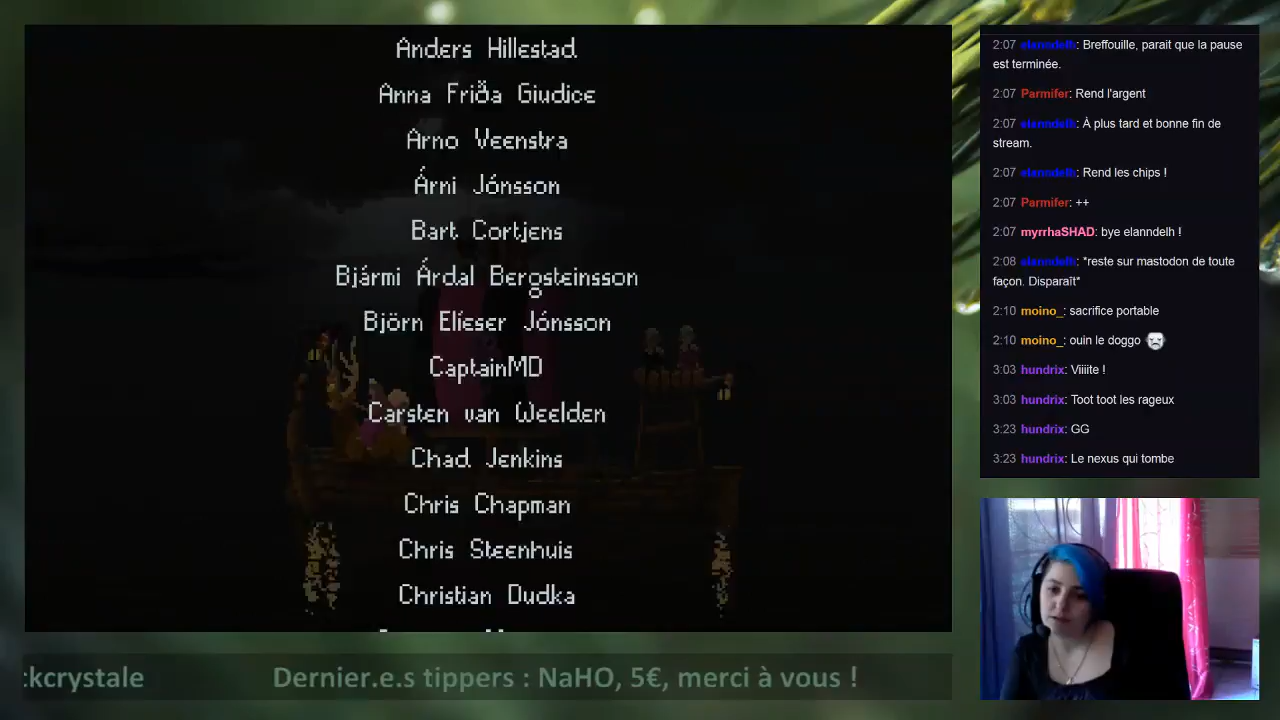 Anders Hillestad
Anna Friða Giudice
Arno Veenstra
Árni Jónsson
Bart Cortjens
Bjármi Árdal Bergsteinsson
Björn Elíeser Jónsson
CaptainMD
Carsten van Weelden
Chad Jenkins
Chris Chapman
Chris Steenhuis
Christian Dudka
2:07 elanndelh: Breffouille, parait que la pause
est terminée.
2:07 Parmifer: Rend l'argent
2:07 elanndelh: À plus tard et bonne fin de
stream.
2:07 elanndelh: Rend les chips !
2:07 Parmifer: ++
2:07 myrrhaSHAD: bye elanndelh !
2:08 elanndelh: *reste sur mastodon de toute
façon. Disparaît*
2:10 moino_: sacrifice portable
2:10 moino_: ouin le doggo
3:03 hundrix: Viiiite !
3:03 hundrix: Toot toot les rageux
3:23 hundrix: GG
3:23 hundrix: Le nexus qui tombe
ckcrystale Dernier.e.s tippers : NaHO, 5€, merci à vous !